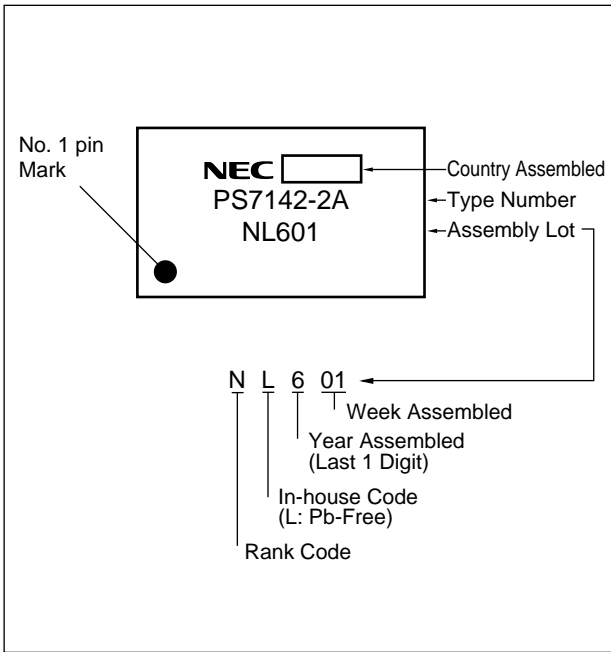 No. 1 pin
Mark
NEC
Country Assembled
PS7142-2A
Type Number
NL601
Assembly Lot
N L 6 01
Week Assembled
Year Assembled
(Last 1 Digit)
In-house Code
(L: Pb-Free)
Rank Code